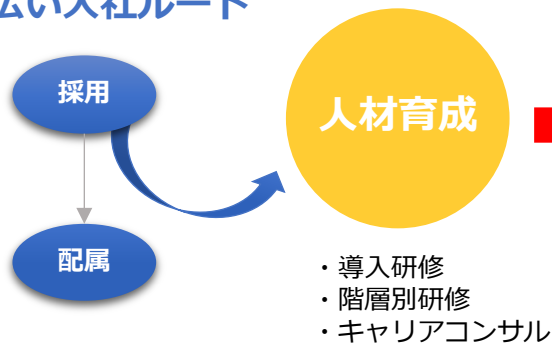 広い入社ルート
採用
人材育成
配属
・導入研修
・階層別研修
・キャリアコンサル